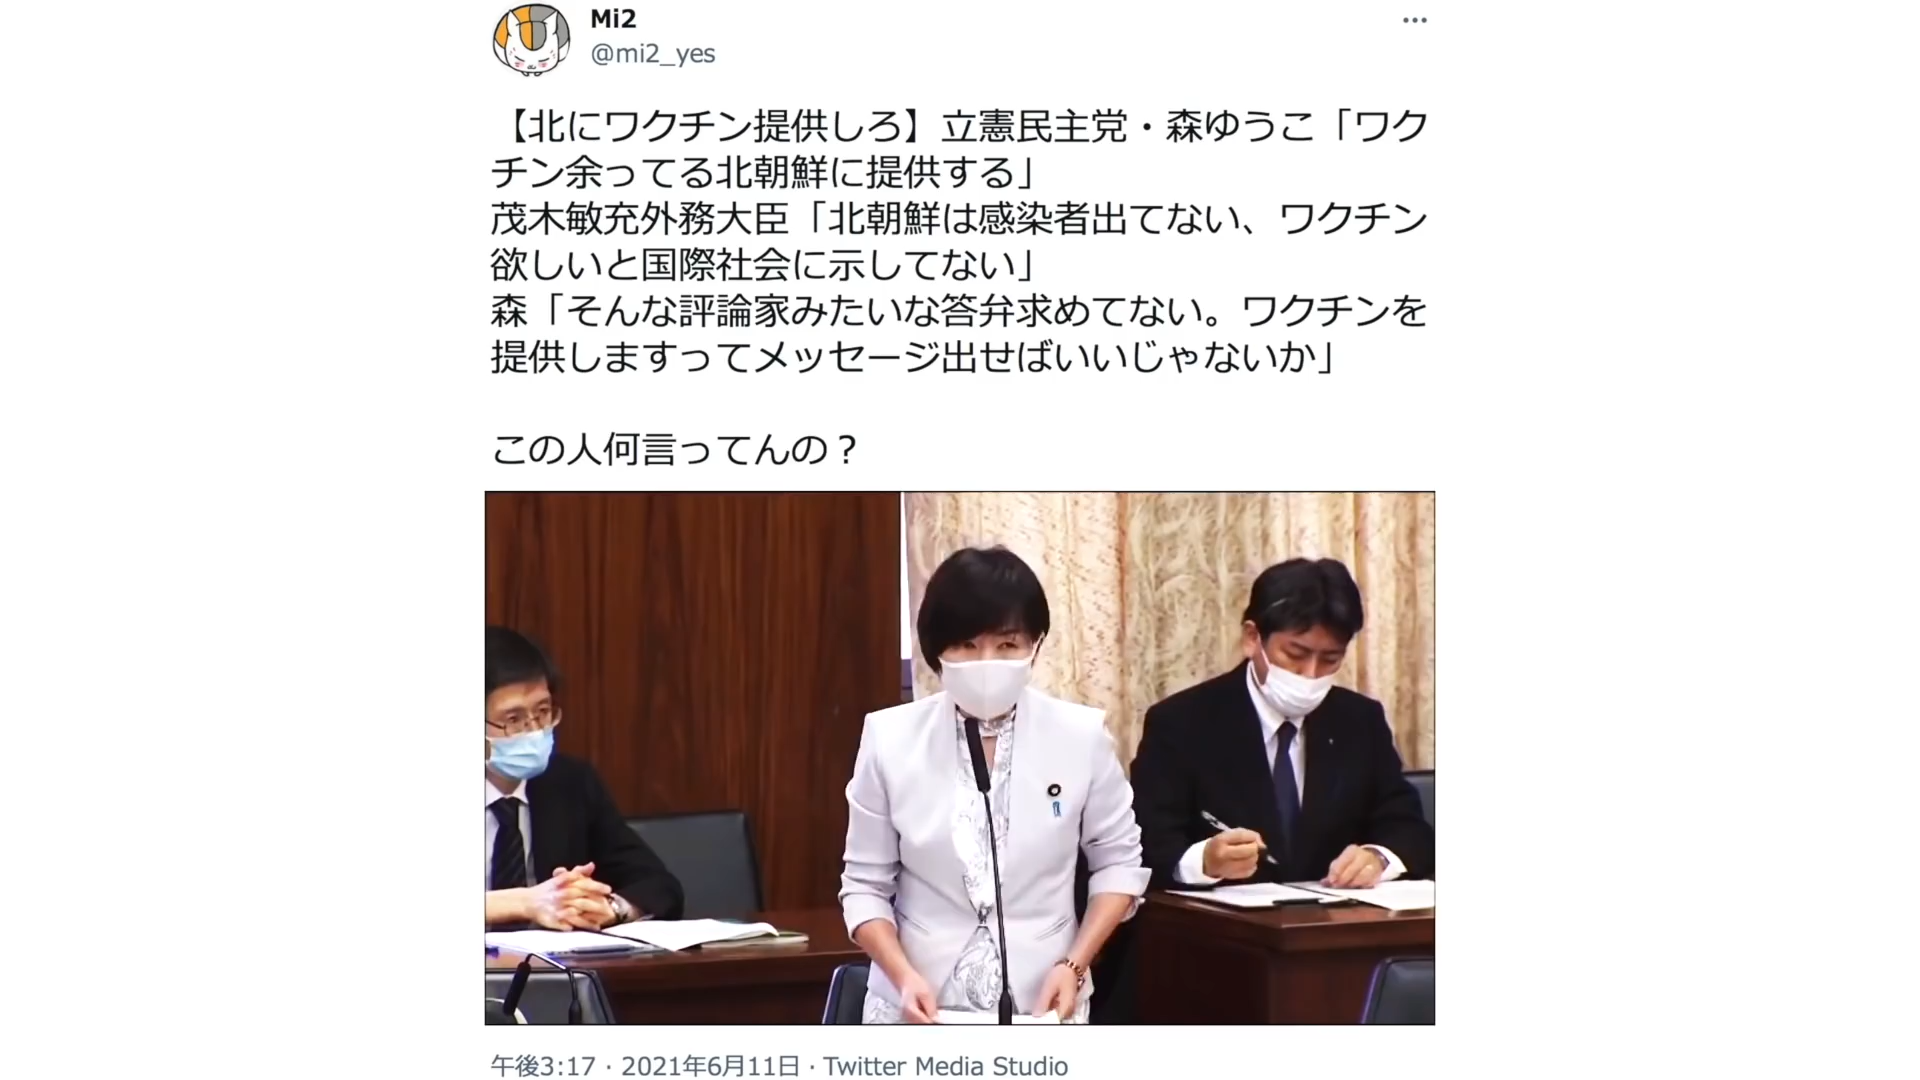 Mi2
@mi2_yes
【北にワクチン提供しろ】立憲民主党・森ゆうこ「ワク
チン余ってる北朝鮮に提供する」
茂木敏充外務大臣「北朝鮮は感染者出てない、ワクチン
欲しいと国際社会に示してない」
森「そんな評論家みたいな答弁求めてない。ワクチンを
提供しますってメッセージ出せばいいじゃないか」
この人何言ってんの？
午後3:17 · 2021年6月11日 · Twitter Media Studio